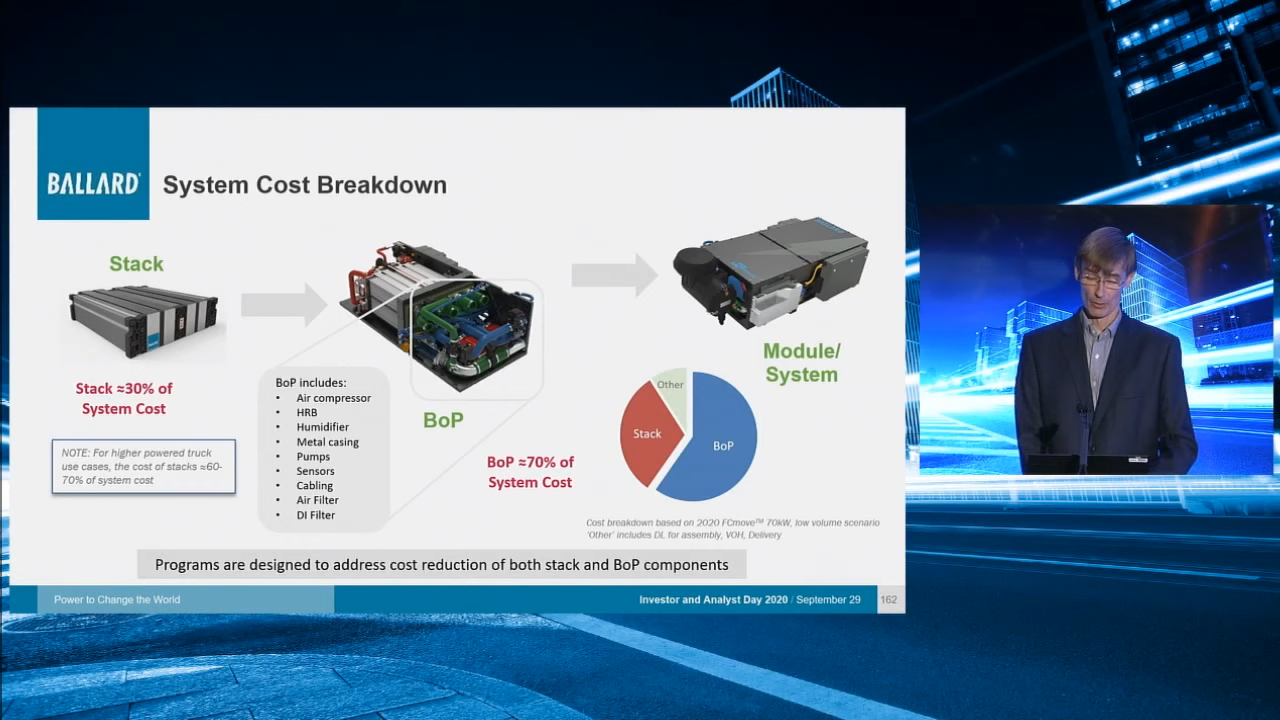 BALLARD
System Cost Breakdown
Stack
Stack ≈30% of
System Cost
NOTE: For higher powered truck
use cases, the cost of stacks ≈60-
70% of system cost
BoP includes:
• Air compressor
• HRB
• Humidifier
• Metal casing
• Pumps
• Sensors
• Cabling
• Air Filter
• DI Filter
BoP
BoP ≈70% of
System Cost
Module/
System
Other
Stack
BoP
Cost breakdown based on 2020 FCmove™ 70kW, low volume scenario
'Other' includes DL for assembly, VOH, Delivery
Programs are designed to address cost reduction of both stack and BoP components
Power to Change the World
Investor and Analyst Day 2020 / September 29
162